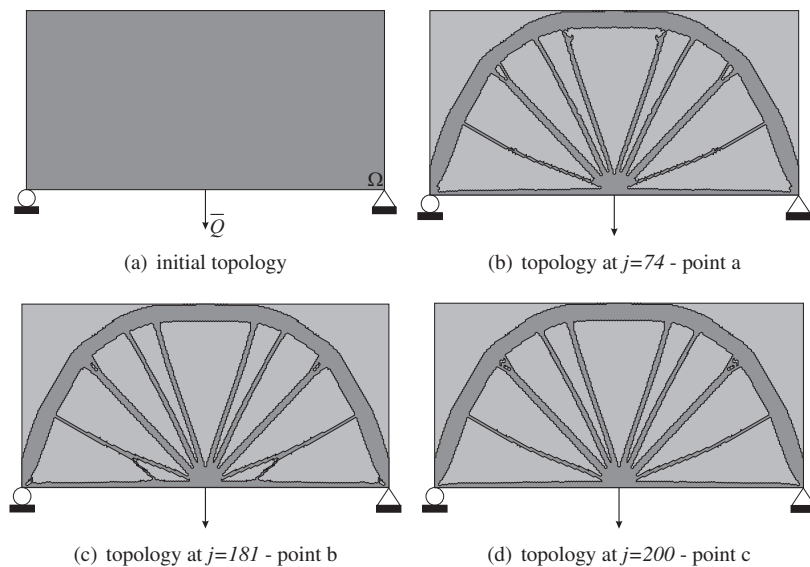 Ω
Q̅
(a) initial topology
(b) topology at j=74 - point a
(c) topology at j=181 - point b
(d) topology at j=200 - point c